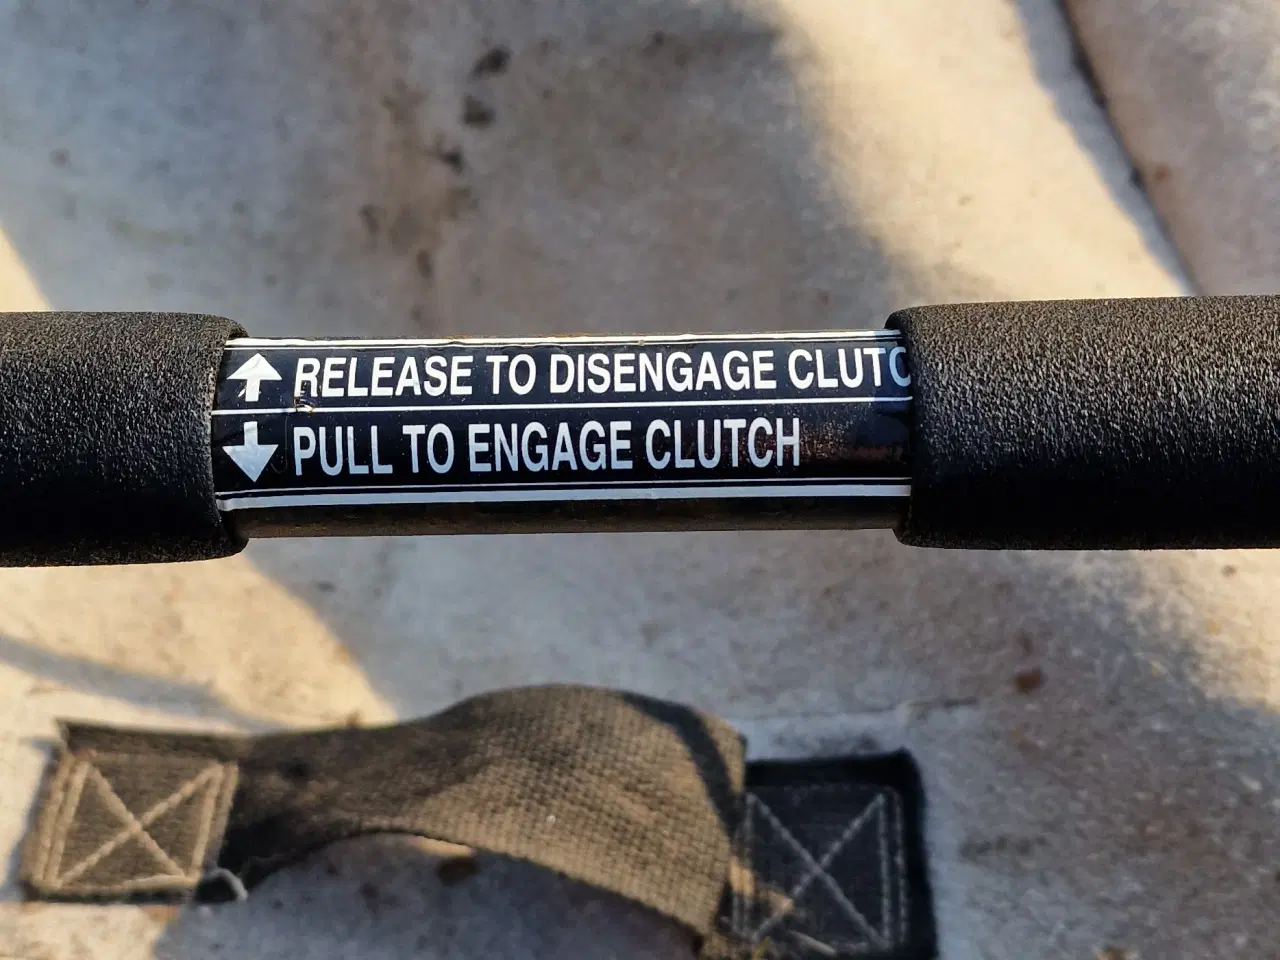 RELEASE TO DISENGAGE CLUTC
PULL TO ENGAGE CLUTCH